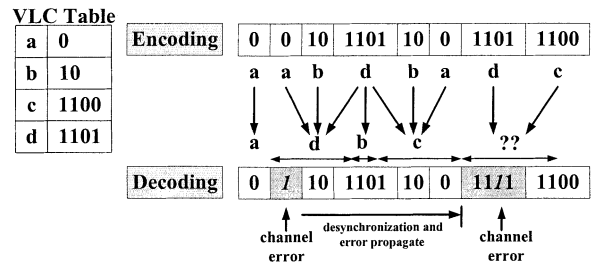 VLC Table
a 0
b 10
c 1100
d 1101
Encoding 0 0 10 1101 10 0 1101 1100
a a b d b a d c
a d b c ??
Decoding 0 1 10 1101 10 0 1111 1100
desynchronization and
error propagate
channel
error
channel
error